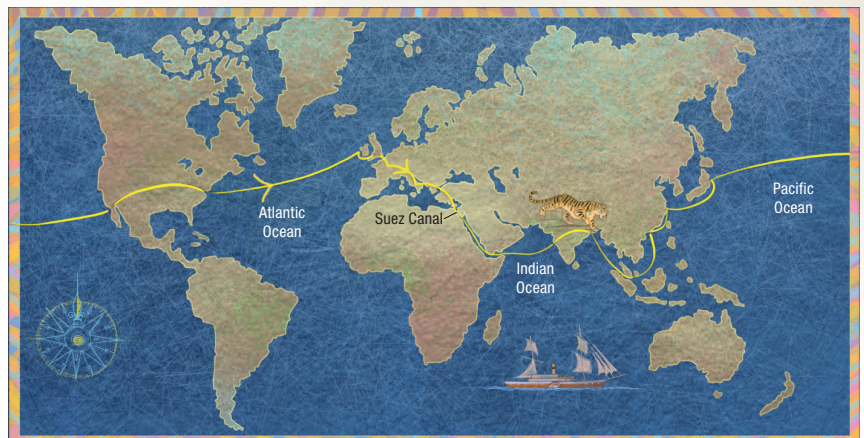 Atlantic
Ocean
Suez Canal
Indian
Ocean
Pacific
Ocean